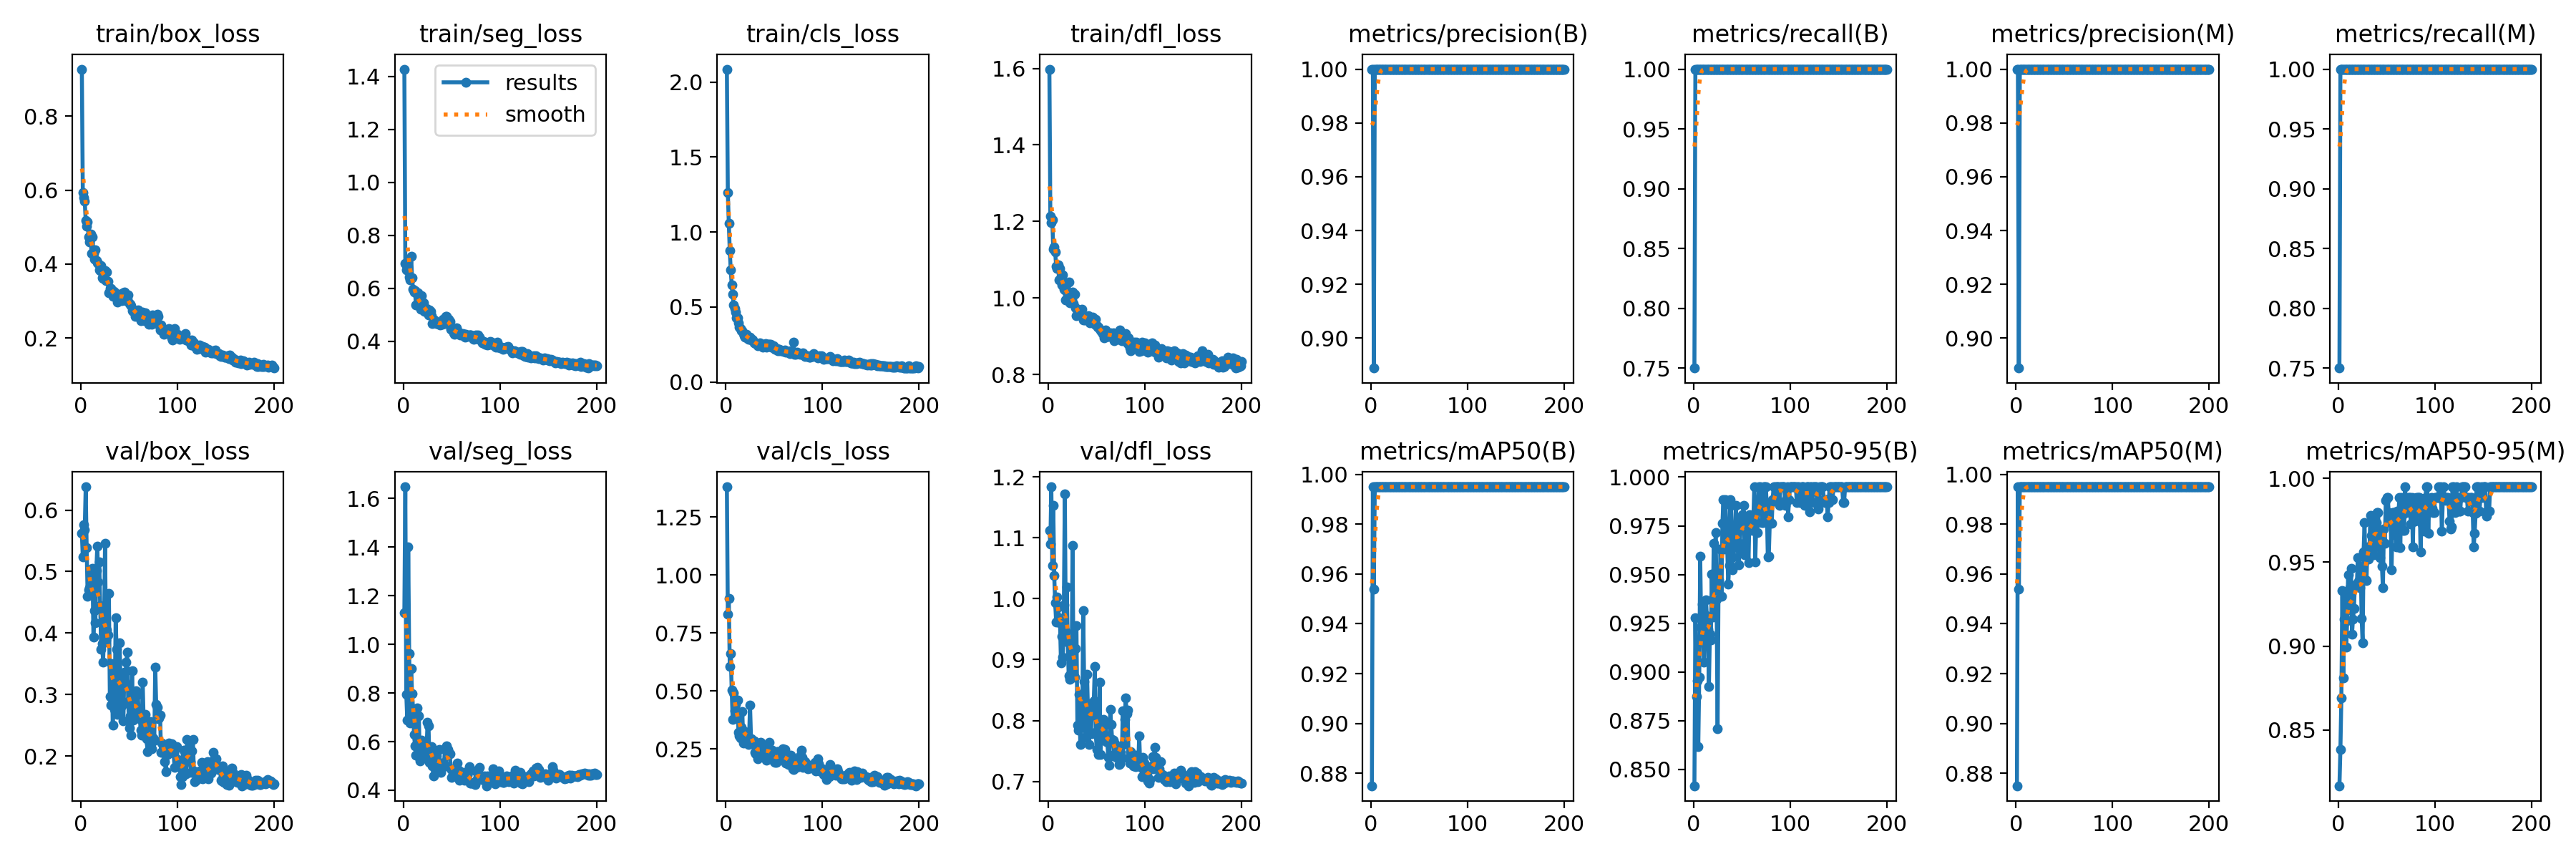 train/box_loss
train/seg_loss
train/cls_loss
train/dfl_loss
metrics/precision(B)
metrics/recall(B)
metrics/precision(M)
metrics/recall(M)
0.8
0.6
0.4
0.2
0 100 200
1.4
1.2
1.0
0.8
0.6
0.4
results
smooth
0 100 200
2.0
1.5
1.0
0.5
0.0
0 100 200
1.6
1.4
1.2
1.0
0.8
0 100 200
1.00
0.98
0.96
0.94
0.92
0.90
0 100 200
1.00
0.95
0.90
0.85
0.80
0.75
0 100 200
1.00
0.98
0.96
0.94
0.92
0.90
0 100 200
1.00
0.95
0.90
0.85
0.80
0.75
0 100 200
val/box_loss
val/seg_loss
val/cls_loss
val/dfl_loss
metrics/mAP50(B)
metrics/mAP50-95(B)
metrics/mAP50(M)
metrics/mAP50-95(M)
0.6
0.5
0.4
0.3
0.2
0 100 200
1.6
1.4
1.2
1.0
0.8
0.6
0.4
0 100 200
1.25
1.00
0.75
0.50
0.25
0 100 200
1.2
1.1
1.0
0.9
0.8
0.7
0 100 200
1.00
0.98
0.96
0.94
0.92
0.90
0.88
0 100 200
1.000
0.975
0.950
0.925
0.900
0.875
0.850
0 100 200
1.00
0.98
0.96
0.94
0.92
0.90
0.88
0 100 200
1.00
0.95
0.90
0.85
0 100 200